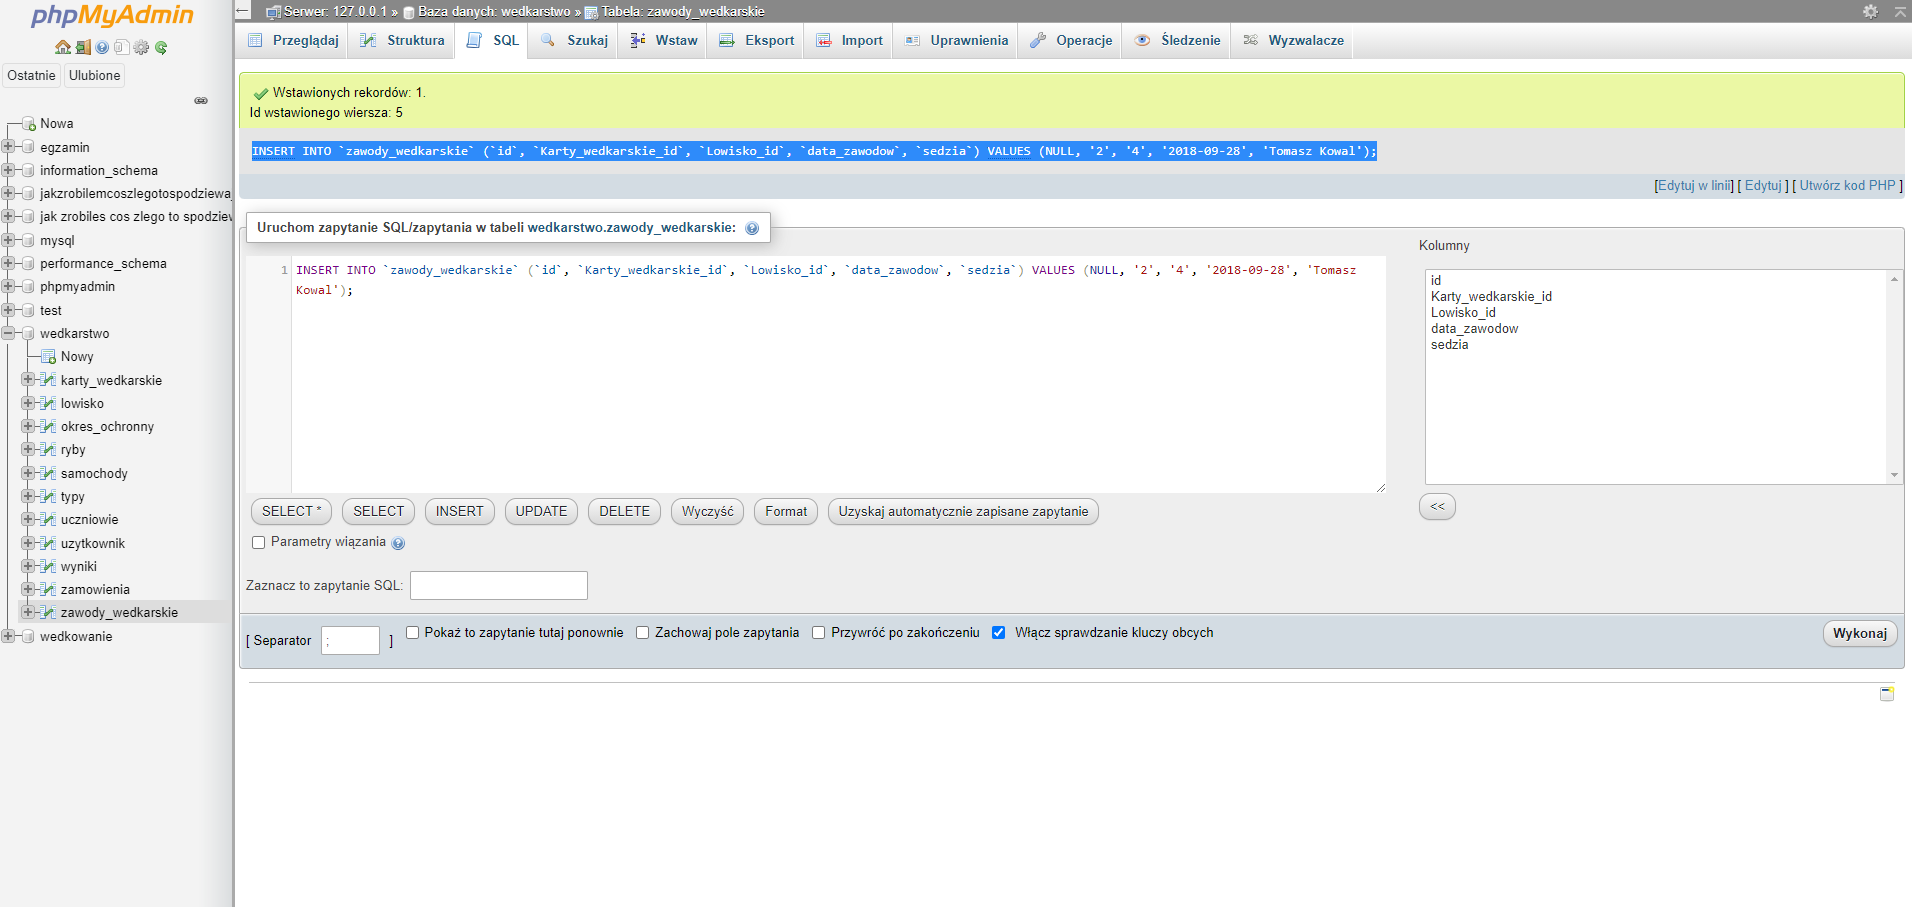 phpMyAdmin
Ostatnie
Ulubione
Nowa
egzamin
information_schema
jakzrobilemcoszlegotospodziewa
jak zrobiles cos zlego to spodziew
mysql
performance_schema
phpmyadmin
test
wedkarstwo
Nowy
karty_wedkarskie
lowisko
okres_ochronny
ryby
samochody
typy
uczniowie
uzytkownik
wyniki
zamowienia
zawody_wedkarskie
wedkowanie
Serwer: 127.0.0.1 » Baza danych: wedkarstwo » Tabela: zawody_wedkarskie
Przeglądaj Struktura SQL Szukaj Wstaw Eksport Import Uprawnienia Operacje Śledzenie Wyzwalacze
Wstawionych rekordów: 1.
Id wstawionego wiersza: 5
INSERT INTO `zawody_wedkarskie` (`id`, `Karty_wedkarskie_id`, `Lowisko_id`, `data_zawodow`, `sedzia`) VALUES (NULL, '2', '4', '2018-09-28', 'Tomasz Kowal');
[Edytuj w linii] [ Edytuj ] [ Utwórz kod PHP ]
Uruchom zapytanie SQL/zapytania w tabeli wedkarstwo.zawody_wedkarskie:
1 INSERT INTO `zawody_wedkarskie` (`id`, `Karty_wedkarskie_id`, `Lowisko_id`, `data_zawodow`, `sedzia`) VALUES (NULL, '2', '4', '2018-09-28', 'Tomasz
Kowal');
Kolumny
id
Karty_wedkarskie_id
Lowisko_id
data_zawodow
sedzia
<<
SELECT * SELECT INSERT UPDATE DELETE Wyczyść Format Uzyskaj automatycznie zapisane zapytanie
Parametry wiązania
Zaznacz to zapytanie SQL:
[ Separator ; ] Pokaż to zapytanie tutaj ponownie Zachowaj pole zapytania Przywróć po zakończeniu Włącz sprawdzanie kluczy obcych Wykonaj